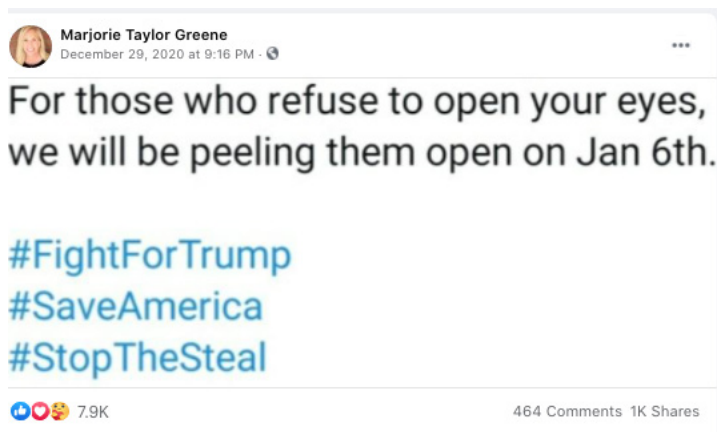 Marjorie Taylor Greene
December 29, 2020 at 9:16 PM ·
For those who refuse to open your eyes,
we will be peeling them open on Jan 6th.
#FightForTrump
#SaveAmerica
#StopTheSteal
7.9K 464 Comments 1K Shares